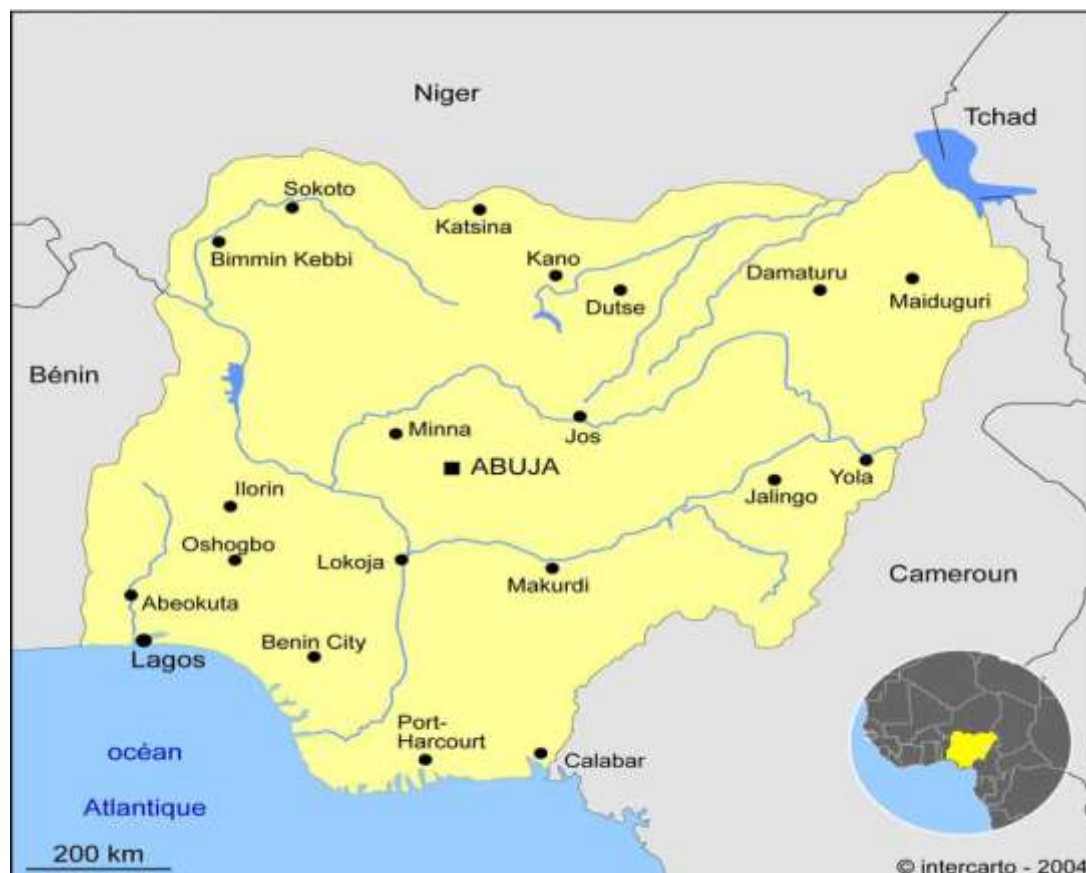 Niger
Tchad
Sokoto
Katsina
Bimmin Kebbi
Kano
Dutse
Damaturu
Maiduguri
Bénin
Minna
Jos
ABUJA
Yola
Jalingo
Ilorin
Oshogbo
Lokoja
Makurdi
Cameroun
Abeokuta
Benin City
Lagos
Port-
Harcourt
Calabar
océan
Atlantique
200 km
© intercarto - 2004